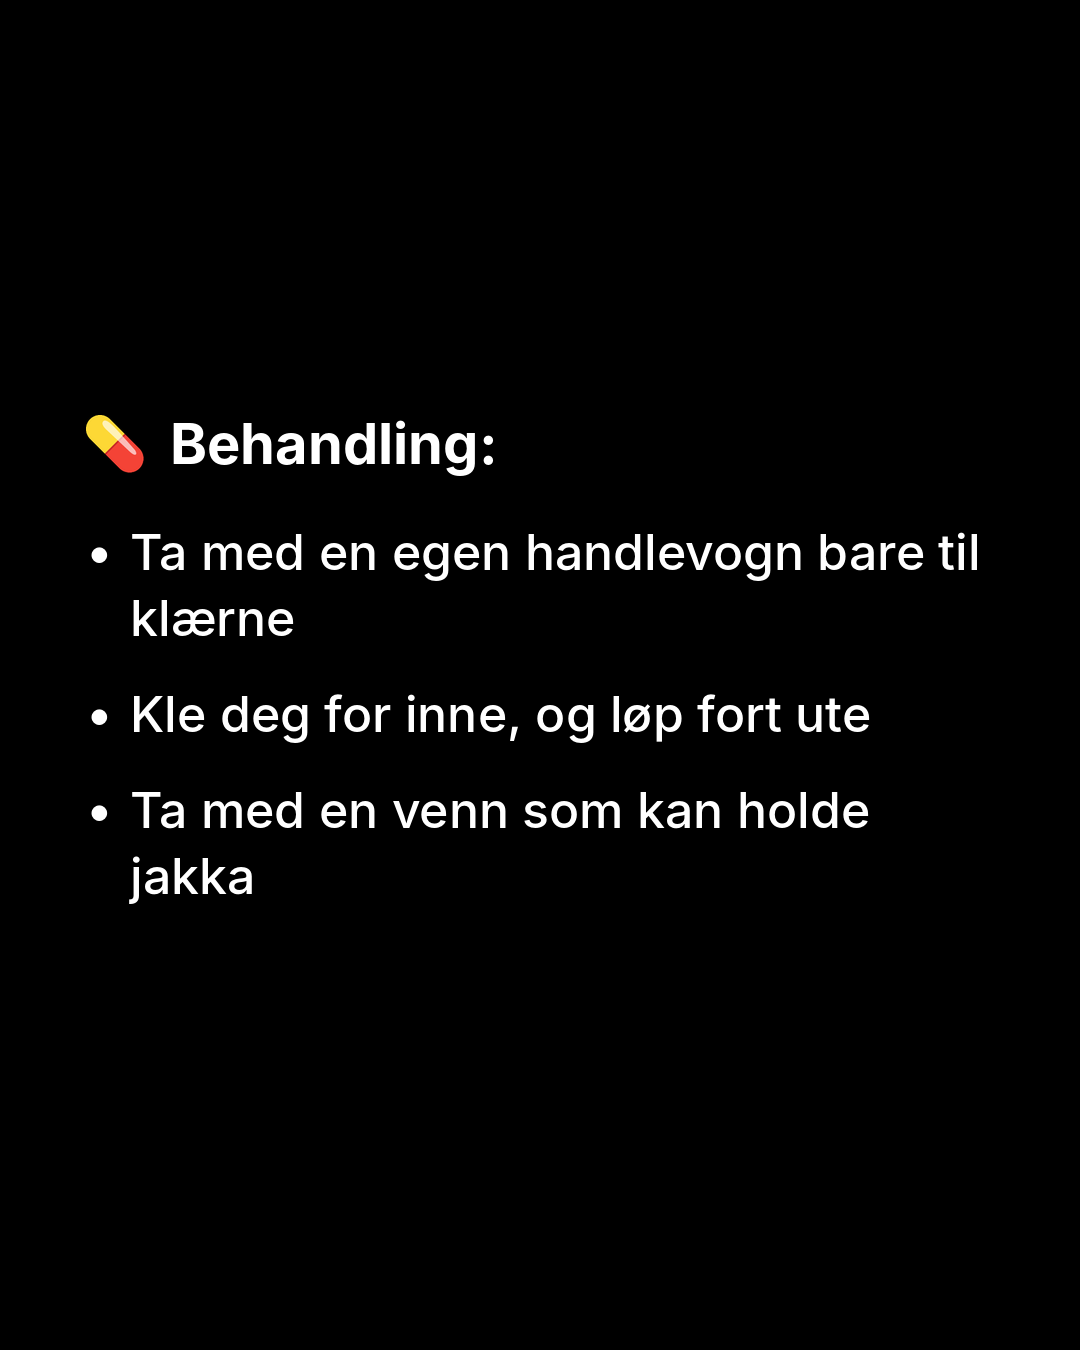 💊 Behandling:
• Ta med en egen handlevogn bare til
klærne
• Kle deg for inne, og løp fort ute
• Ta med en venn som kan holde
jakka